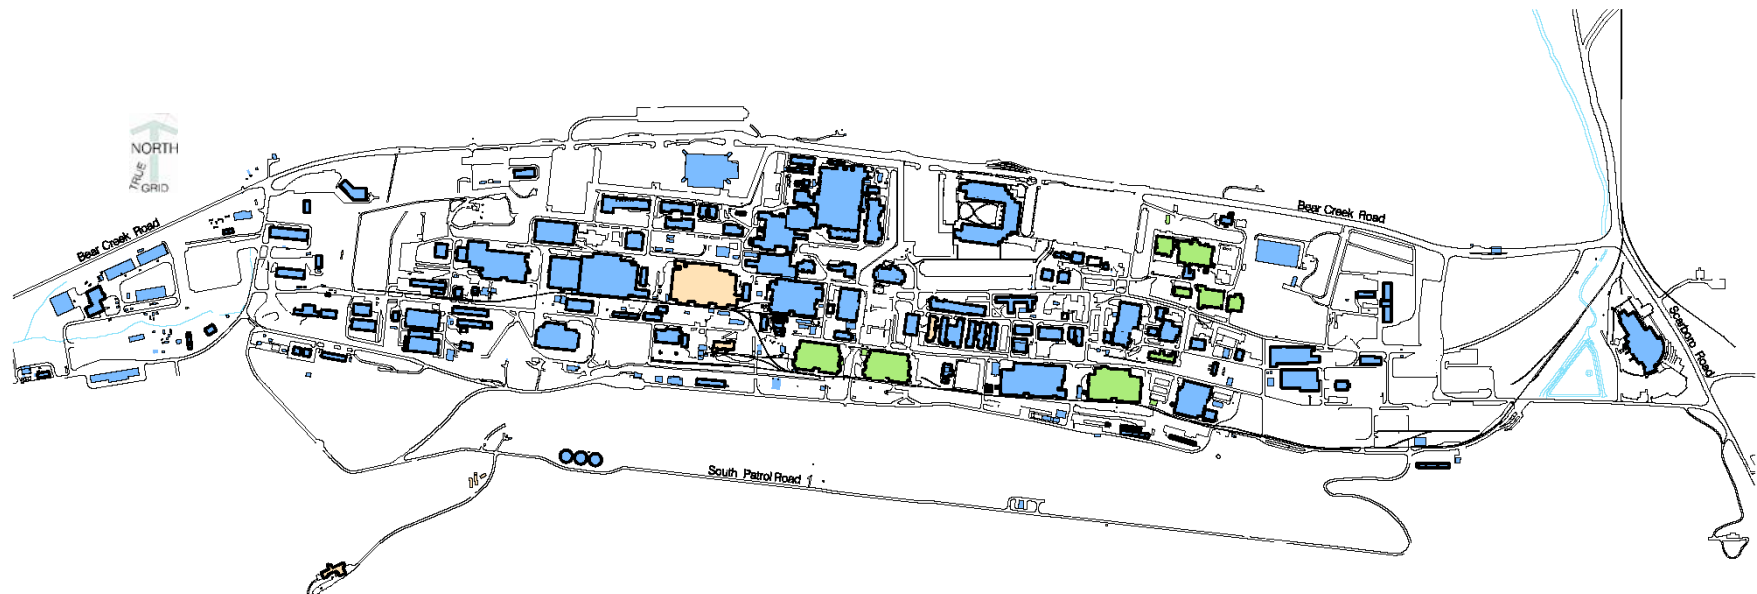 NORTH
TRUE
GRID
Bear Creek Road
Bear Creek Road
Scarboro Road
South Patrol Road